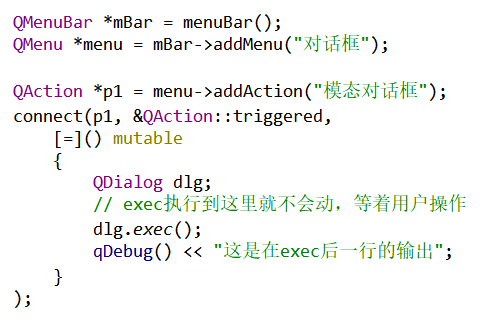 QMenuBar *mBar = menuBar();
QMenu *menu = mBar->addMenu("对话框");
QAction *p1 = menu->addAction("模态对话框");
connect(p1, &QAction::triggered,
[=]() mutable
{
QDialog dlg;
// exec执行到这里就不会动，等着用户操作
dlg.exec();
qDebug() << "这是在exec后一行的输出";
}
);